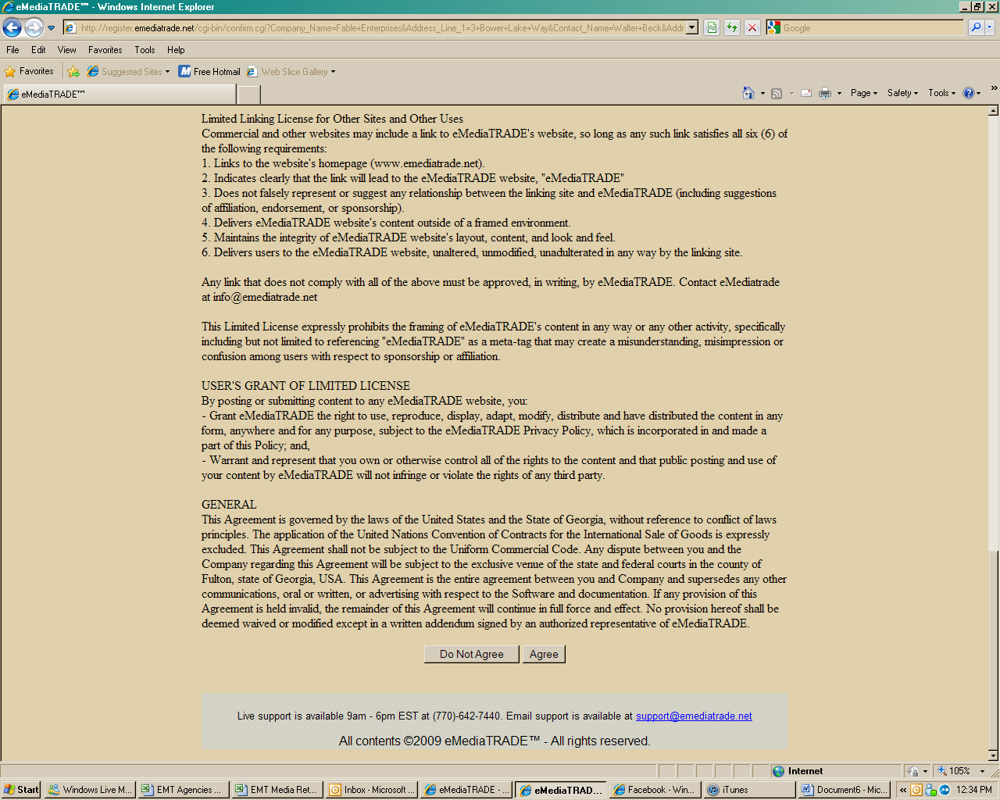 eMediaTRADE™ - Windows Internet Explorer
http://register.emediatrade.net/cgi-bin/confirm.cgi?Company_Name=Fable+Enterprises&Address_Line_1=3+Bower+Lake+Way&Contact_Name=Walter+Beck&Addr
Google
File Edit View Favorites Tools Help
Favorites Suggested Sites Free Hotmail Web Slice Gallery
eMediaTRADE™
Page Safety Tools »
Limited Linking License for Other Sites and Other Uses
Commercial and other websites may include a link to eMediaTRADE's website, so long as any such link satisfies all six (6) of
the following requirements:
1. Links to the website's homepage (www.emediatrade.net).
2. Indicates clearly that the link will lead to the eMediaTRADE website, "eMediaTRADE"
3. Does not falsely represent or suggest any relationship between the linking site and eMediaTRADE (including suggestions
of affiliation, endorsement, or sponsorship).
4. Delivers eMediaTRADE website's content outside of a framed environment.
5. Maintains the integrity of eMediaTRADE website's layout, content, and look and feel.
6. Delivers users to the eMediaTRADE website, unaltered, unmodified, unadulterated in any way by the linking site.
Any link that does not comply with all of the above must be approved, in writing, by eMediaTRADE. Contact eMediatrade
at info@emediatrade.net
This Limited License expressly prohibits the framing of eMediaTRADE's content in any way or any other activity, specifically
including but not limited to referencing "eMediaTRADE" as a meta-tag that may create a misunderstanding, misimpression or
confusion among users with respect to sponsorship or affiliation.
USER'S GRANT OF LIMITED LICENSE
By posting or submitting content to any eMediaTRADE website, you:
- Grant eMediaTRADE the right to use, reproduce, display, adapt, modify, distribute and have distributed the content in any
form, anywhere and for any purpose, subject to the eMediaTRADE Privacy Policy, which is incorporated in and made a
part of this Policy; and,
- Warrant and represent that you own or otherwise control all of the rights to the content and that public posting and use of
your content by eMediaTRADE will not infringe or violate the rights of any third party.
GENERAL
This Agreement is governed by the laws of the United States and the State of Georgia, without reference to conflict of laws
principles. The application of the United Nations Convention of Contracts for the International Sale of Goods is expressly
excluded. This Agreement shall not be subject to the Uniform Commercial Code. Any dispute between you and the
Company regarding this Agreement will be subject to the exclusive venue of the state and federal courts in the county of
Fulton, state of Georgia, USA. This Agreement is the entire agreement between you and Company and supersedes any other
communications, oral or written, or advertising with respect to the Software and documentation. If any provision of this
Agreement is held invalid, the remainder of this Agreement will continue in full force and effect. No provision hereof shall be
deemed waived or modified except in a written addendum signed by an authorized representative of eMediaTRADE.
Do Not Agree Agree
Live support is available 9am - 6pm EST at (770)-642-7440. Email support is available at support@emediatrade.net
All contents ©2009 eMediaTRADE™ - All rights reserved.
Internet 105%
Start Windows Live M... EMT Agencies ... EMT Media Ret... Inbox - Microsoft ... eMediaTRADE - ... eMediaTRAD... Facebook - Win... iTunes Document6 - Mic... « 12:34 PM